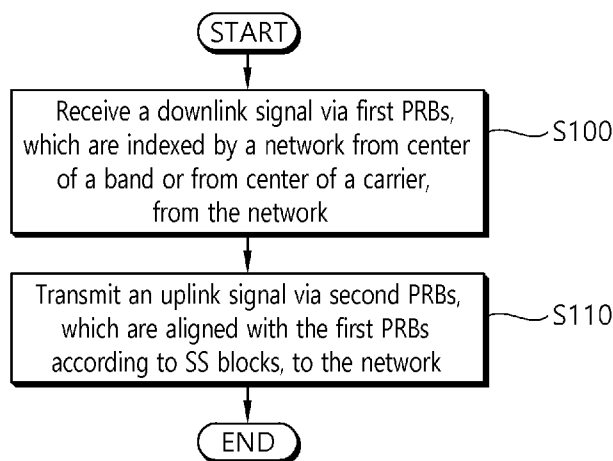 START
Receive a downlink signal via first PRBs,
which are indexed by a network from center
of a band or from center of a carrier,
from the network
S100
Transmit an uplink signal via second PRBs,
which are aligned with the first PRBs
according to SS blocks, to the network
S110
END